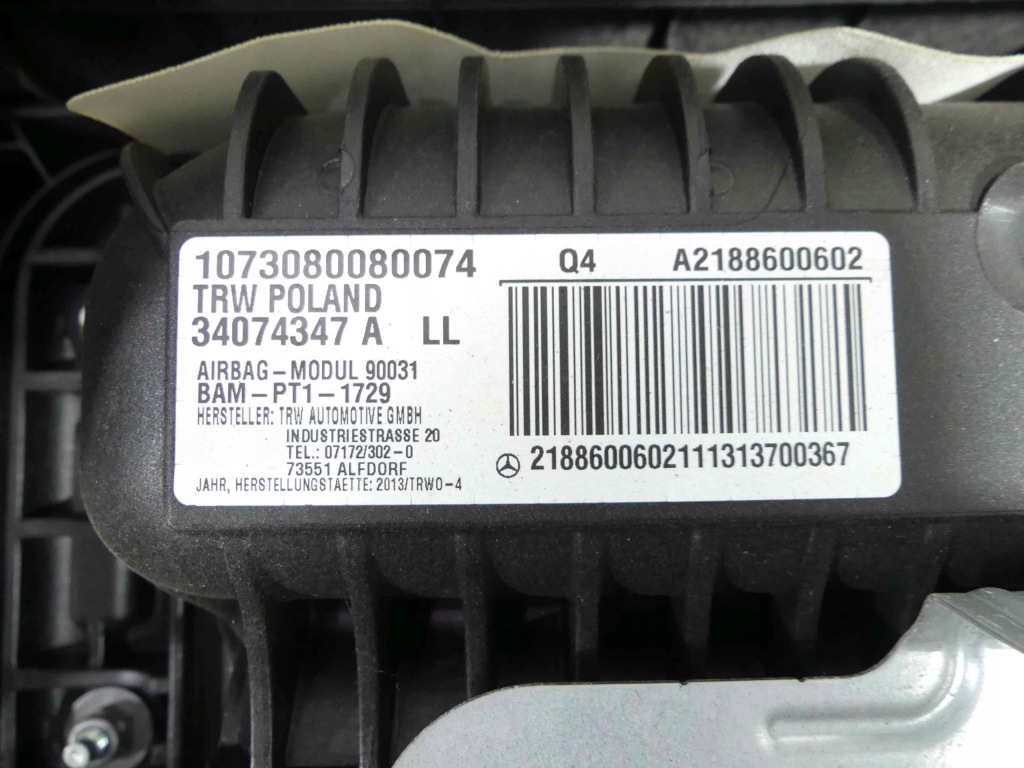 1073080080074
TRW POLAND
34074347 A LL
AIRBAG-MODUL 90031
BAM-PT1-1729
HERSTELLER: TRW AUTOMOTIVE GMBH
INDUSTRIESTRASSE 20
TEL.: 07172/302-0
73551 ALFDORF
JAHR, HERSTELLUNGSTAETTE: 2013/TRWO-4
Q4 A2188600602
2188600602111313700367